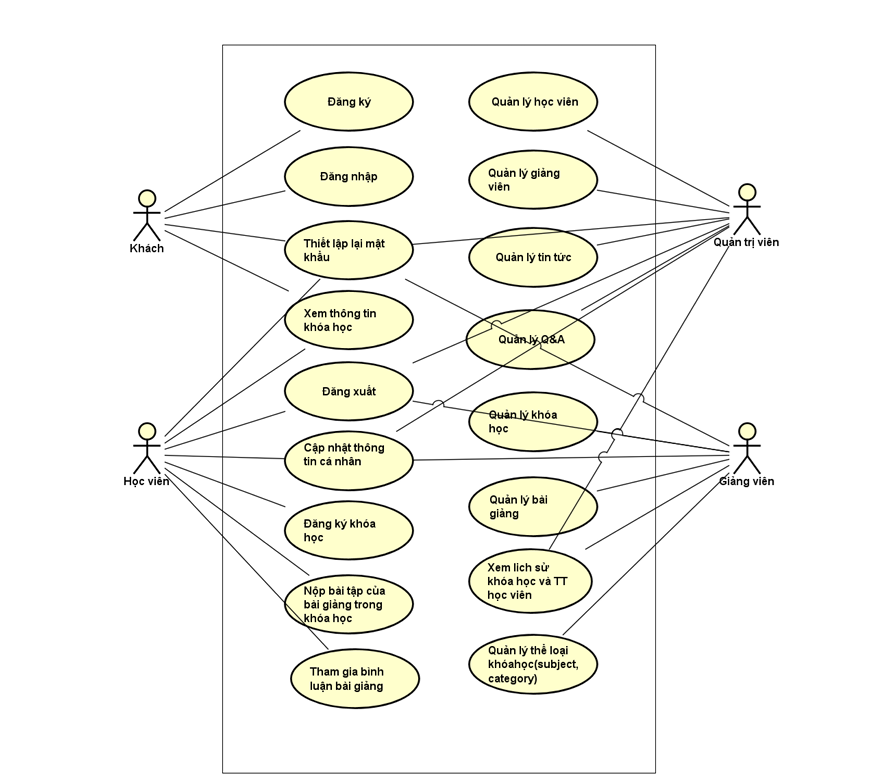 Đăng ký
Quản lý học viên
Đăng nhập
Quản lý giảng
viên
Khách
Quản trị viên
Thiết lập lại mật
khẩu
Quản lý tin tức
Xem thông tin
khóa học
Quản lý Q&A
Đăng xuất
Quản lý khóa
học
Học viên
Giảng viên
Cập nhật thông
tin cá nhân
Quản lý bài
giảng
Đăng ký khóa
học
Xem lich sử
khóa học và TT
học viên
Nộp bài tập của
bài giảng trong
khóa học
Quản lý thể loại
khóahọc(subject,
category)
Tham gia bình
luận bài giảng